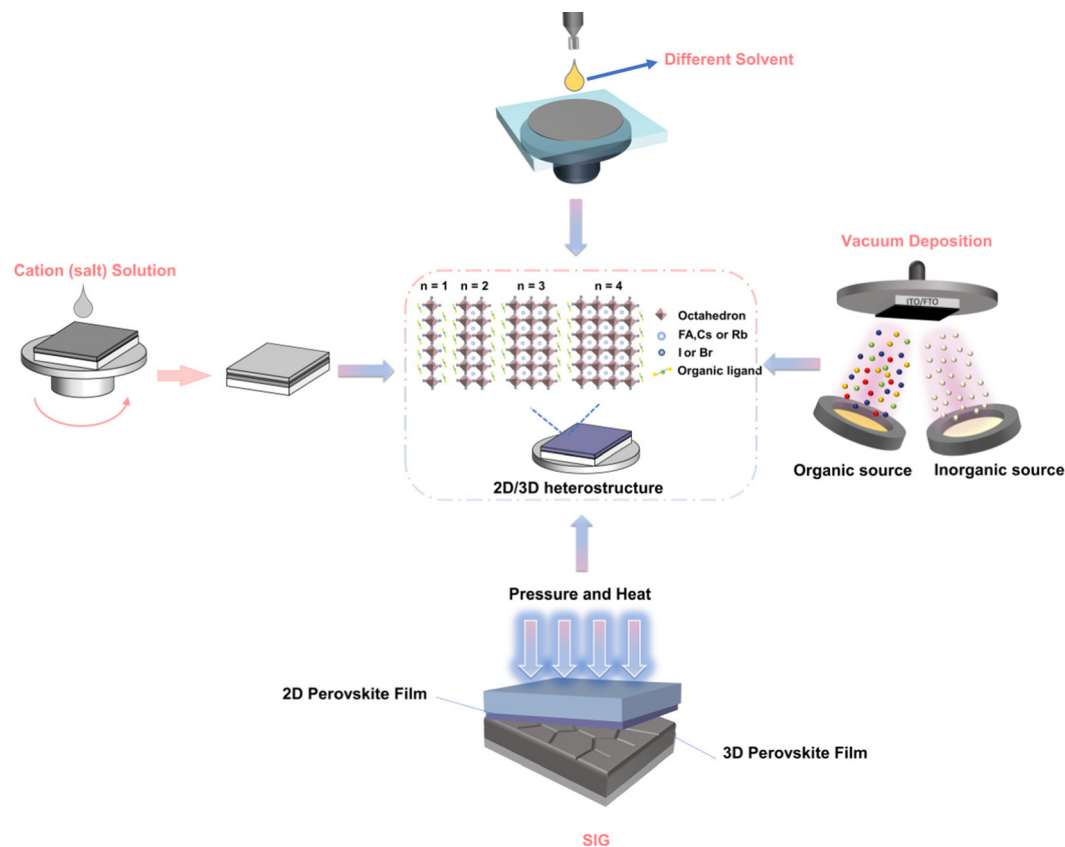 Different Solvent
Vacuum Deposition
Cation (salt) Solution
ITO/FTO
n = 1 n = 2 n = 3 n = 4
Octahedron
FA,Cs or Rb
I or Br
Organic ligand
2D/3D heterostructure
Organic source
Inorganic source
Pressure and Heat
2D Perovskite Film
3D Perovskite Film
SIG